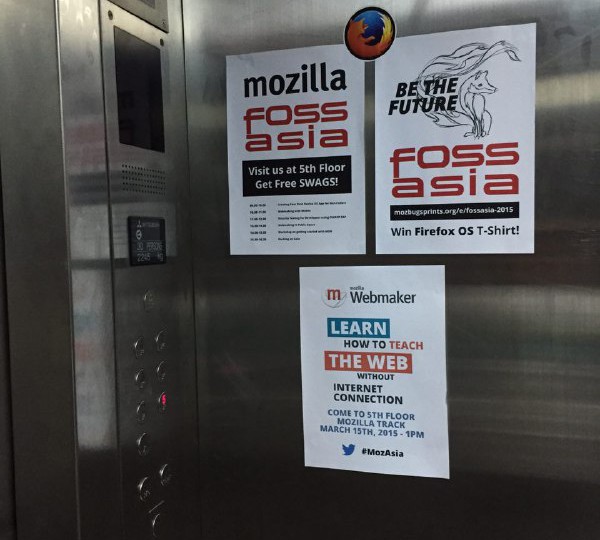 mozilla
foss
asia
Visit us at 5th Floor
Get Free SWAGS!
BE THE
FUTURE
foss
asia
mozbugsprints.org/e/fossasia-2015
Win Firefox OS T-Shirt!
mozilla
m Webmaker
LEARN
HOW TO TEACH
THE WEB
WITHOUT
INTERNET
CONNECTION
COME TO 5TH FLOOR
MOZILLA TRACK
MARCH 15TH, 2015 - 1PM
#MozAsia